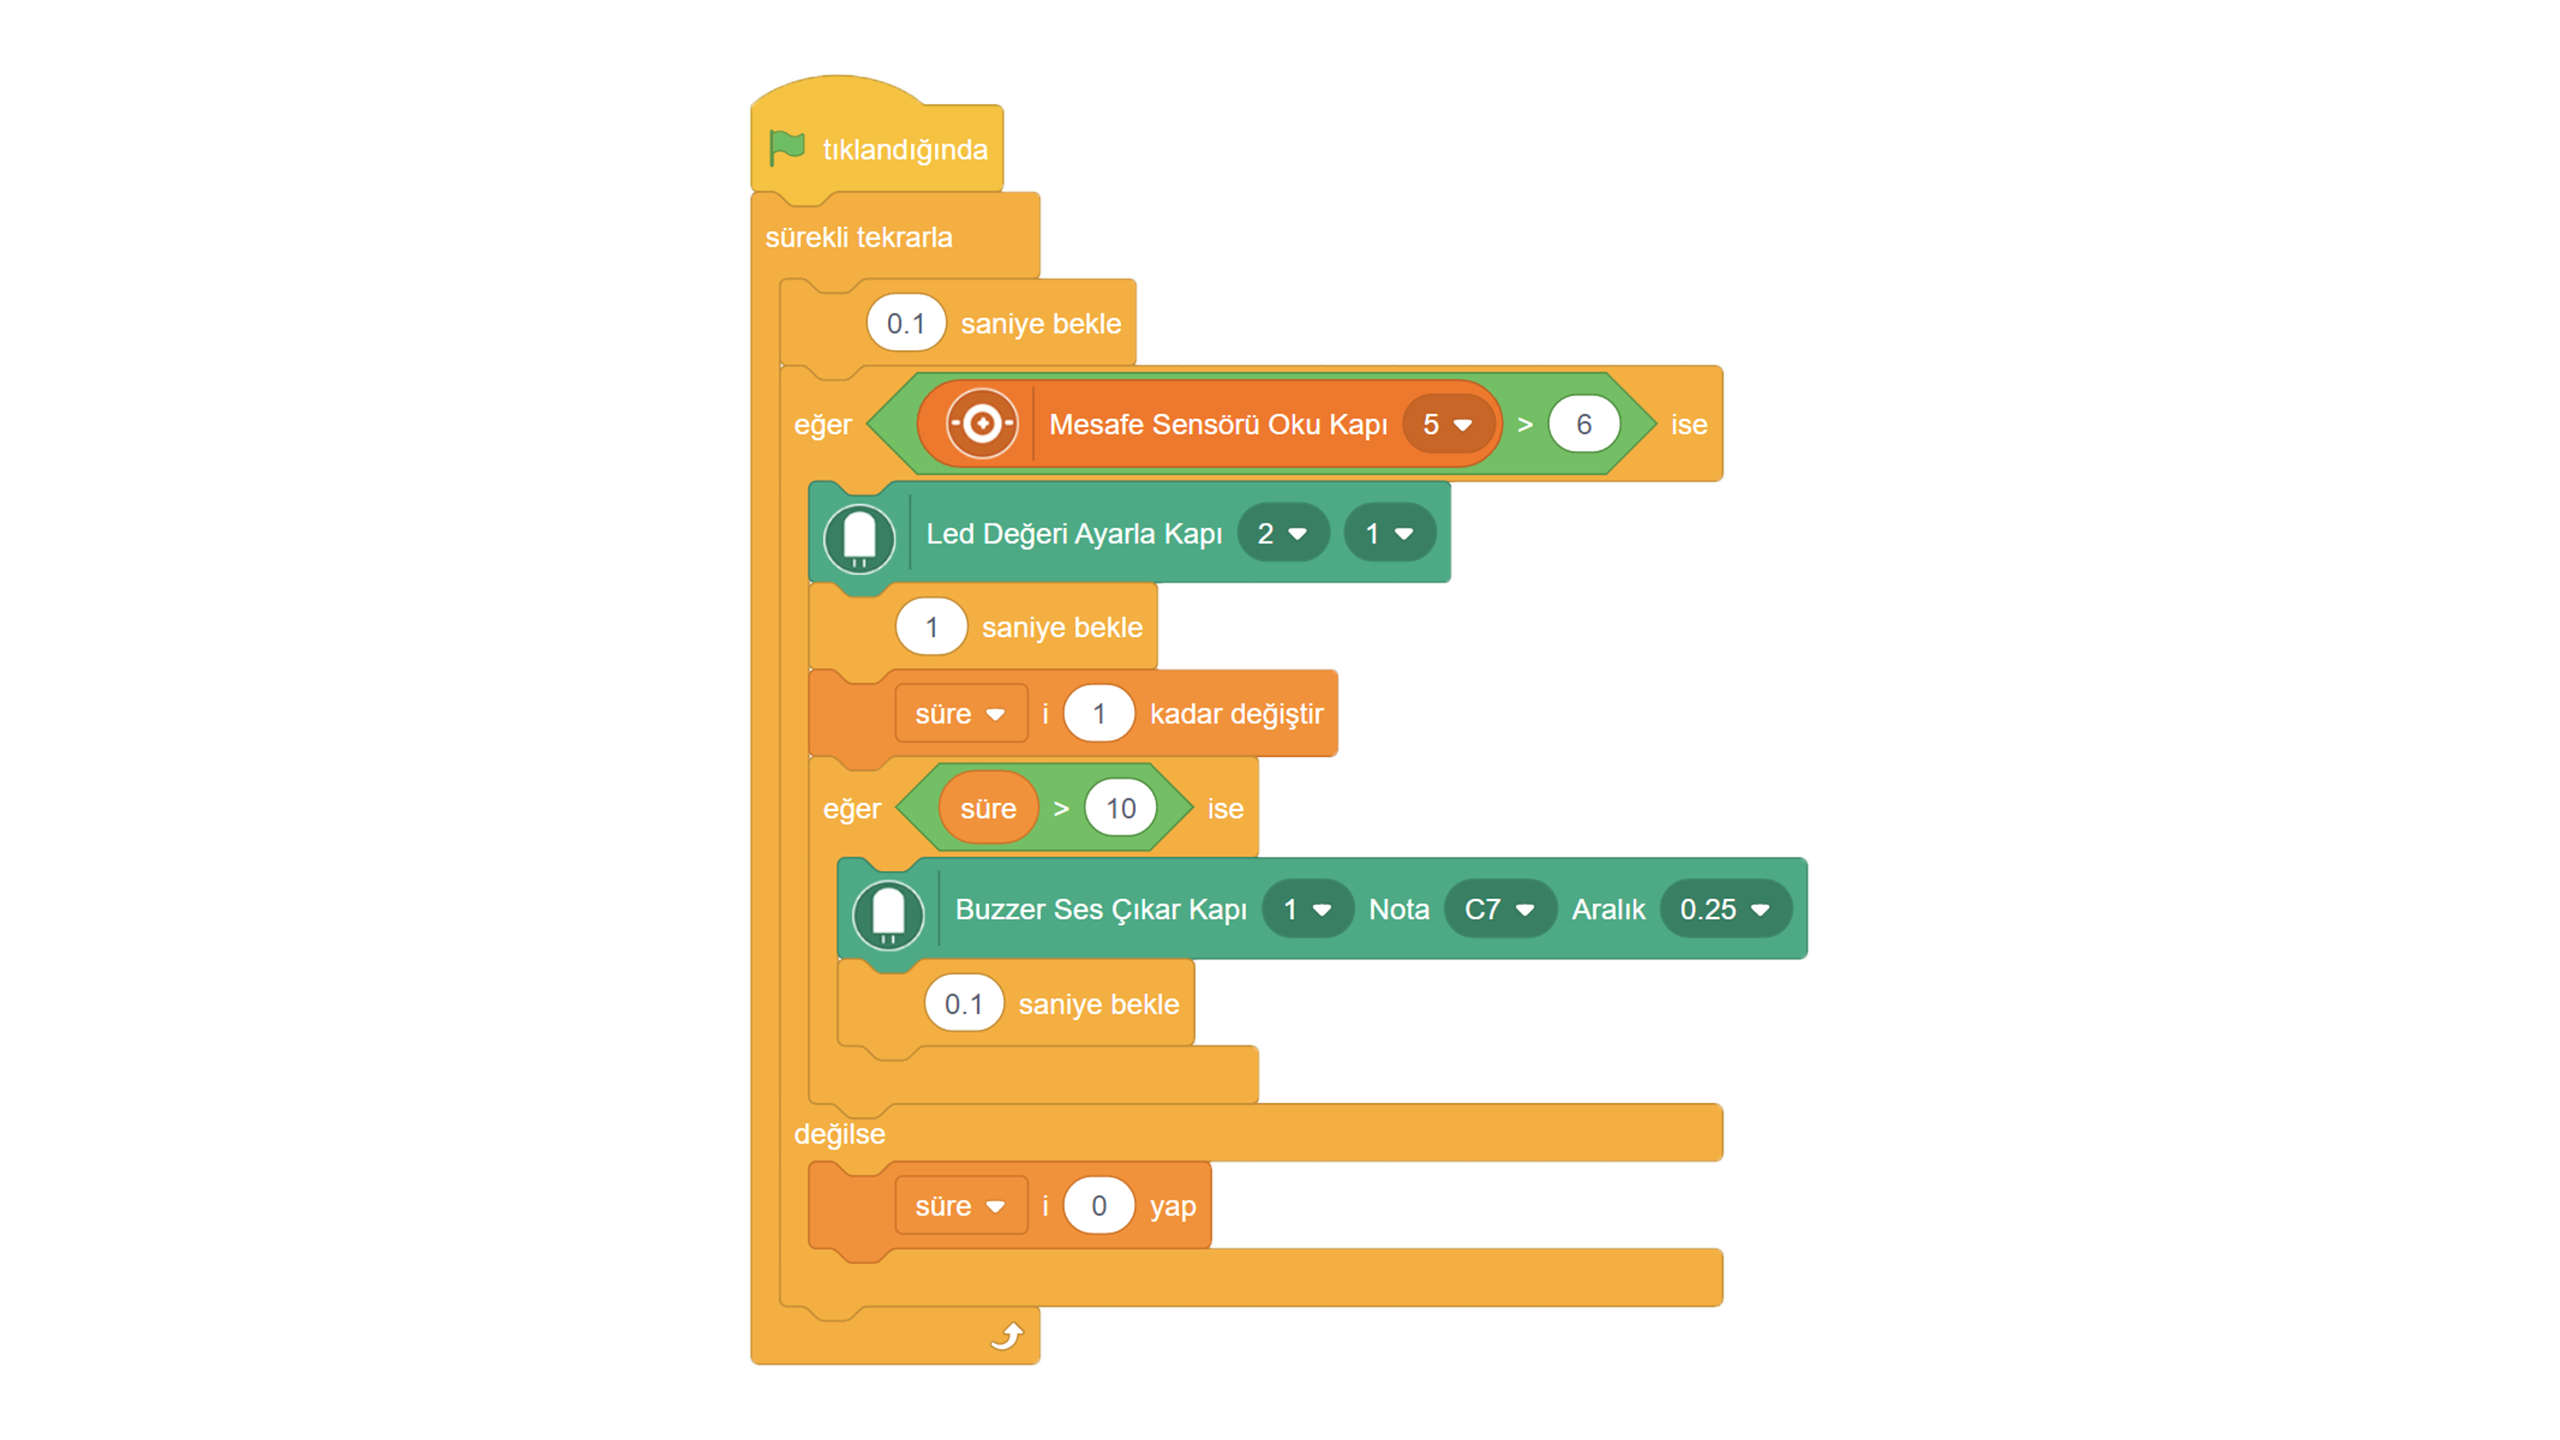 tıklandığında
sürekli tekrarla
0.1 saniye bekle
eğer Mesafe Sensörü Oku Kapı 5 > 6 ise
Led Değeri Ayarla Kapı 2 1
1 saniye bekle
süre i 1 kadar değiştir
eğer süre > 10 ise
Buzzer Ses Çıkar Kapı 1 Nota C7 Aralık 0.25
0.1 saniye bekle
değilse
süre i 0 yap